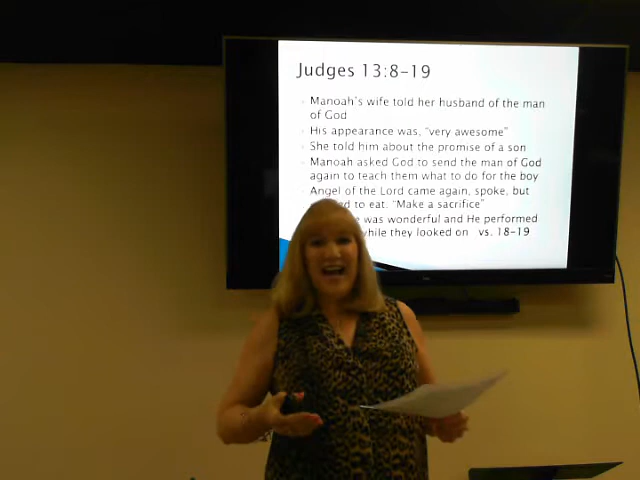 Judges 13:8-19
Manoah's wife told her husband of the man
of God
His appearance was, "very awesome"
She told him about the promise of a son
Manoah asked God to send the man of God
again to teach them what to do for the boy
Angel of the Lord came again, spoke, but
to eat. "Make a sacrifice"
was wonderful and He performed
while they looked on vs. 18-19